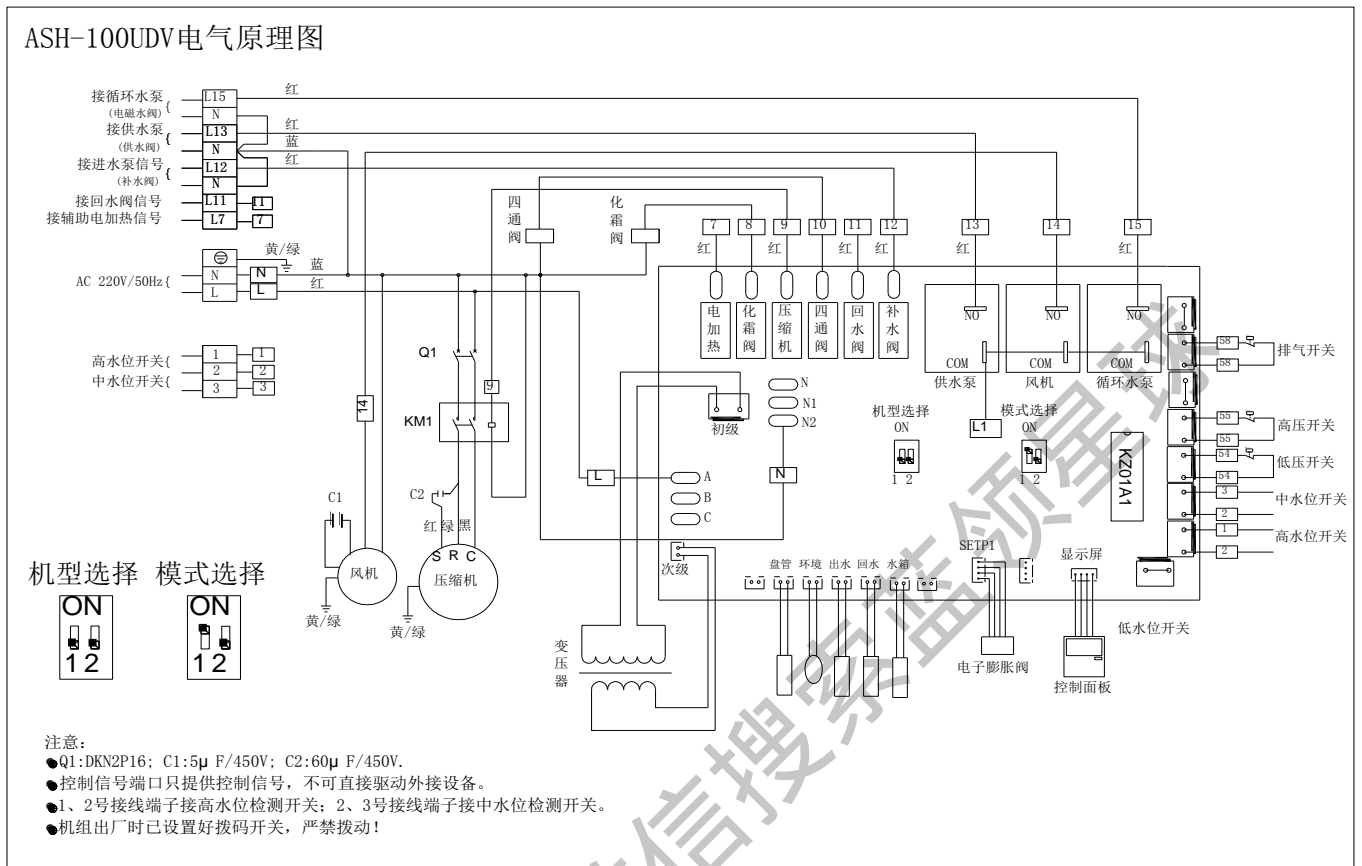 ASH-100UDV电气原理图
接循环水泵
(电磁水阀)
接供水泵
(供水阀)
接进水泵信号
(补水阀)
接回水阀信号
接辅助电加热信号
L15
N
L13
N
L12
N
L11
L7
11
7
红
红
蓝
红
黄/绿
AC 220V/50Hz
N
L
N
L
蓝
红
高水位开关
中水位开关
1
2
3
1
2
3
四通阀
化霜阀
7
8
9
10
11
12
13
14
15
红
红
红
红
红
红
电加热
化霜阀
压缩机
四通阀
回水阀
补水阀
NO
NO
NO
COM
COM
COM
供水泵
风机
循环水泵
L1
Q1
9
KM1
14
C1
C2
红 绿 黑
S R C
风机
压缩机
黄/绿
黄/绿
初级
N
N1
N2
N
L
A
B
C
次级
变压器
机型选择
ON
1 2
模式选择
ON
1 2
KZ01A1
58
58
排气开关
55
55
高压开关
54
54
低压开关
3
2
中水位开关
1
2
高水位开关
低水位开关
盘管 环境 出水 回水 水箱
SETP1
显示屏
电子膨胀阀
控制面板
机型选择 模式选择
ON
12
ON
12
注意:
●Q1:DKN2P16; C1:5μ F/450V; C2:60μ F/450V.
●控制信号端口只提供控制信号，不可直接驱动外接设备。
●1、2号接线端子接高水位检测开关；2、3号接线端子接中水位检测开关。
●机组出厂时已设置好拨码开关，严禁拨动！
信搜索蓝领星球